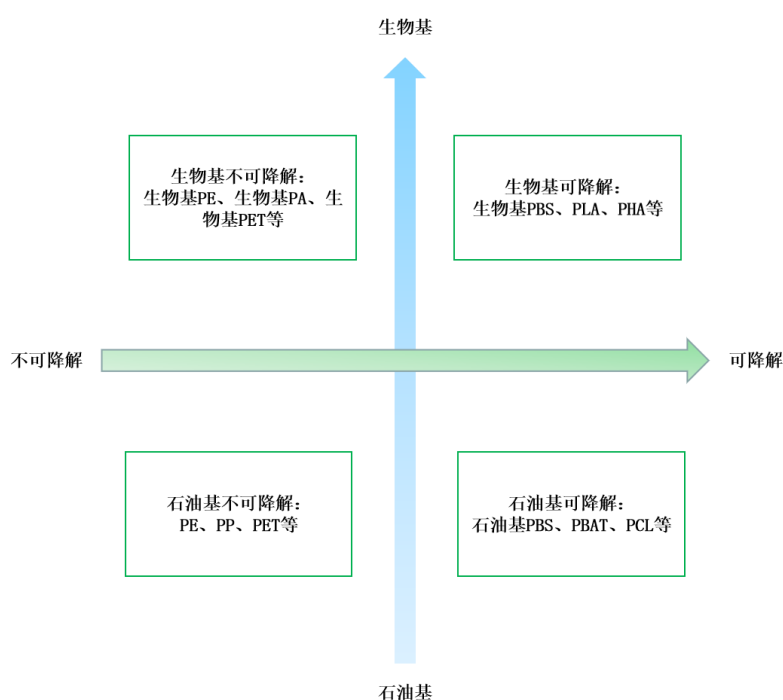 生物基
生物基不可降解:
生物基PE、生物基PA、生
物基PET等
生物基可降解:
生物基PBS、PLA、PHA等
不可降解
可降解
石油基不可降解:
PE、PP、PET等
石油基可降解:
石油基PBS、PBAT、PCL等
石油基